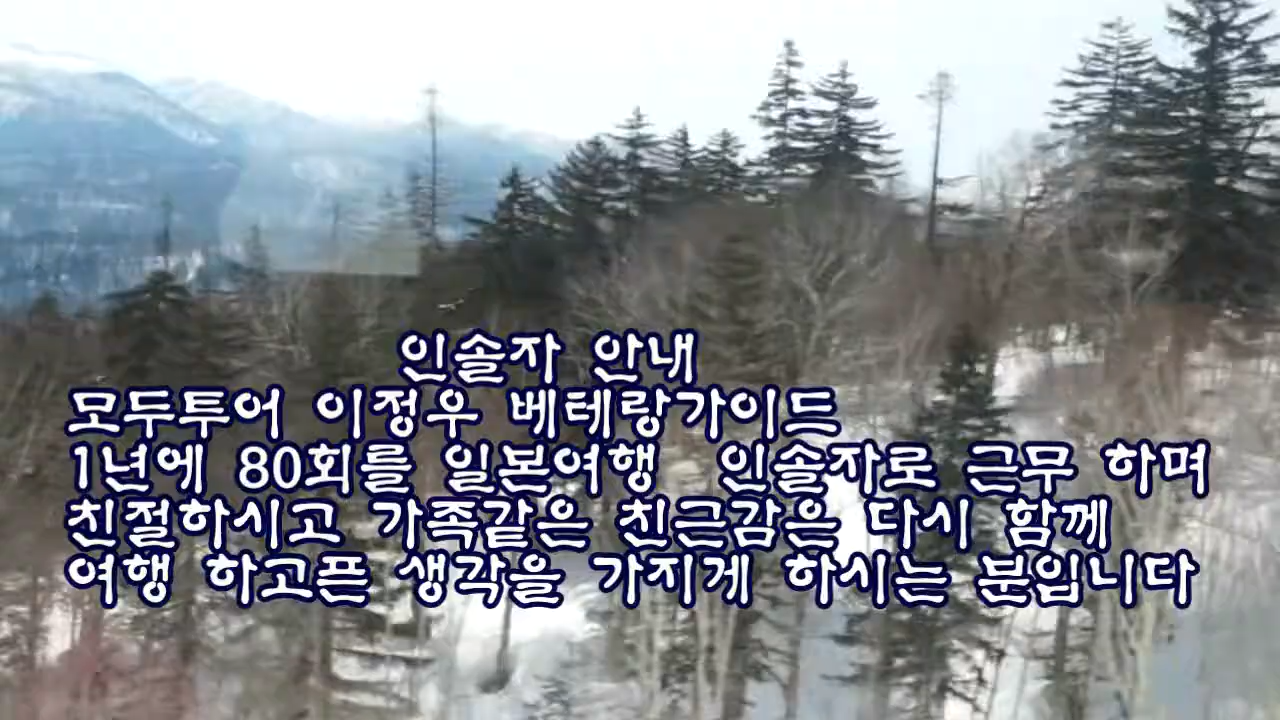 인솔자 안내
모두투어 이정우 베테랑가이드
1년에 80회를 일본여행 인솔자로 근무 하며
친절하시고 가족같은 친근감은 다시 함께
여행 하고픈 생각을 가지게 하시는 분입니다